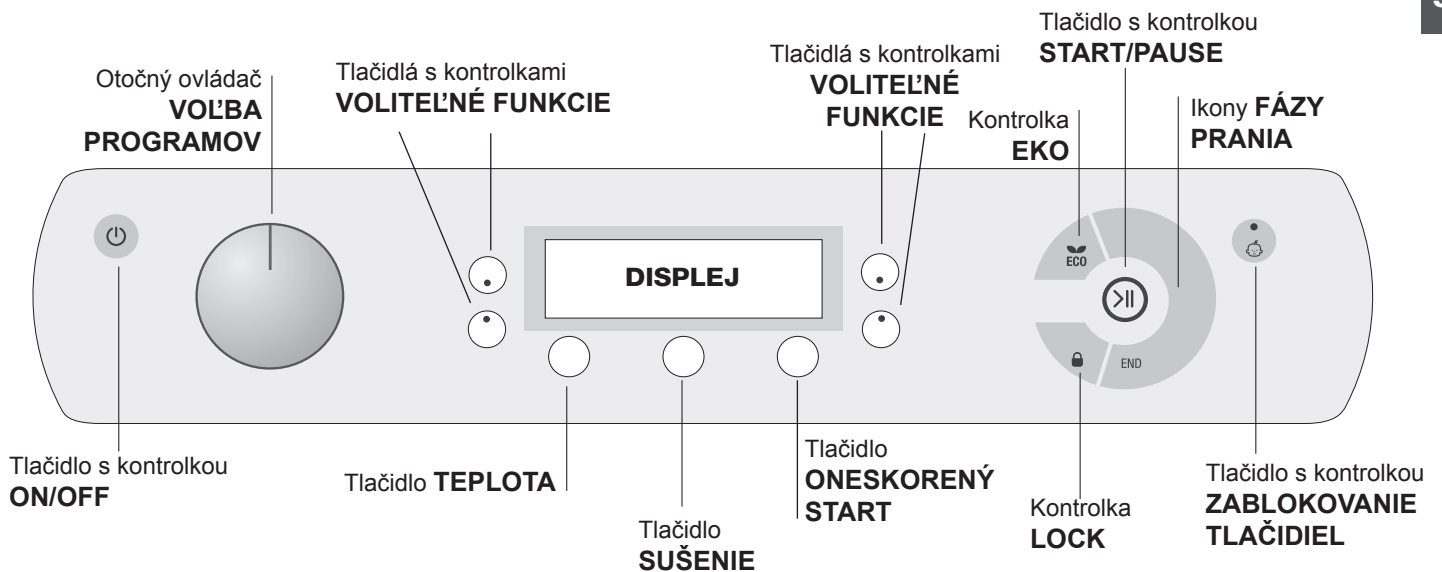 Otočný ovládač
VOĽBA
PROGRAMOV
Tlačidlá s kontrolkami
VOLITEĽNÉ FUNKCIE
Tlačidlá s kontrolkami
VOLITEĽNÉ
FUNKCIE
Tlačidlo s kontrolkou
START/PAUSE
Kontrolka
EKO
Ikony FÁZY
PRANIA
DISPLEJ
ECO
END
Tlačidlo s kontrolkou
ON/OFF
Tlačidlo TEPLOTA
Tlačidlo
SUŠENIE
Tlačidlo
ONESKORENÝ
START
Kontrolka
LOCK
Tlačidlo s kontrolkou
ZABLOKOVANIE
TLAČIDIEL